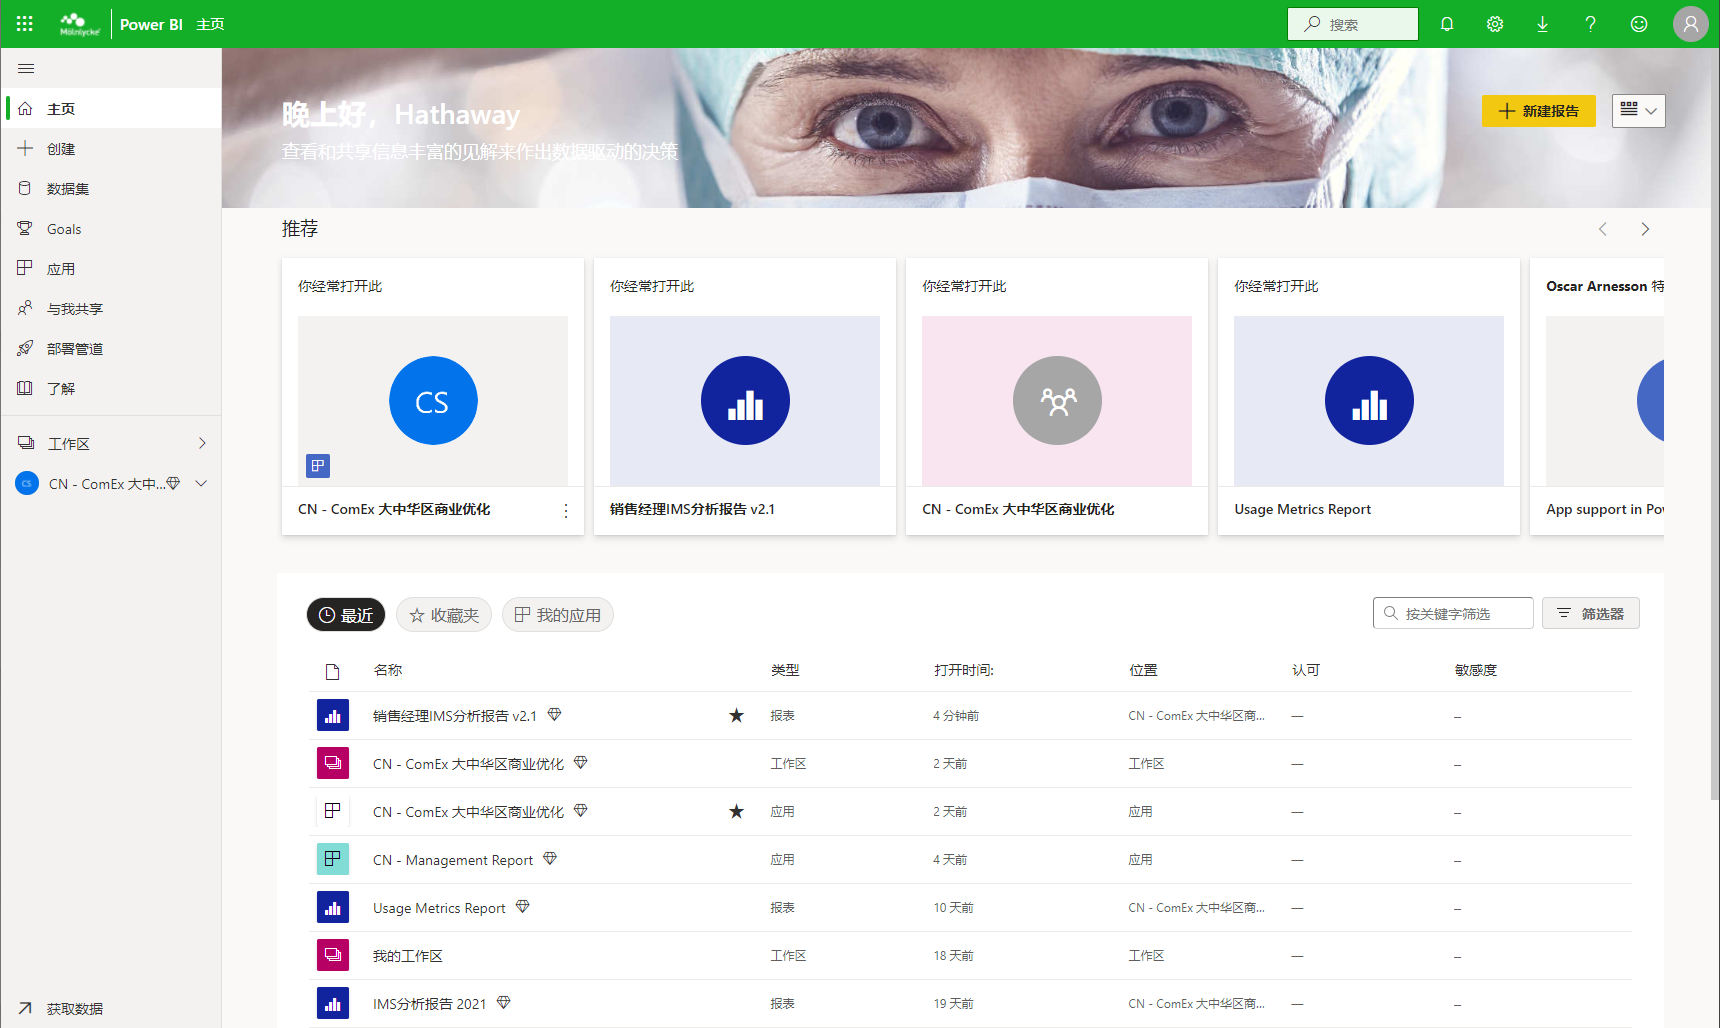 Mölnlycke
Power BI 主页
搜索
主页
创建
数据集
Goals
应用
与我共享
部署管道
了解
工作区
CS CN - ComEx 大中...
获取数据
晚上好，Hathaway
查看和共享信息丰富的见解来作出数据驱动的决策
新建报告
推荐
你经常打开此
CS
CN - ComEx 大中华区商业优化
你经常打开此
销售经理IMS分析报告 v2.1
你经常打开此
CN - ComEx 大中华区商业优化
你经常打开此
Usage Metrics Report
Oscar Arnesson 特
App support in Pow
最近 收藏夹 我的应用
按关键字筛选 筛选器
名称 类型 打开时间: 位置 认可 敏感度
销售经理IMS分析报告 v2.1 报表 4 分钟前 CN - ComEx 大中华区商... — –
CN - ComEx 大中华区商业优化 工作区 2 天前 工作区 — –
CN - ComEx 大中华区商业优化 应用 2 天前 应用 — –
CN - Management Report 应用 4 天前 应用 — –
Usage Metrics Report 报表 10 天前 CN - ComEx 大中华区商... — –
我的工作区 工作区 18 天前 工作区 — –
IMS分析报告 2021 报表 19 天前 CN - ComEx 大中华区商... — –